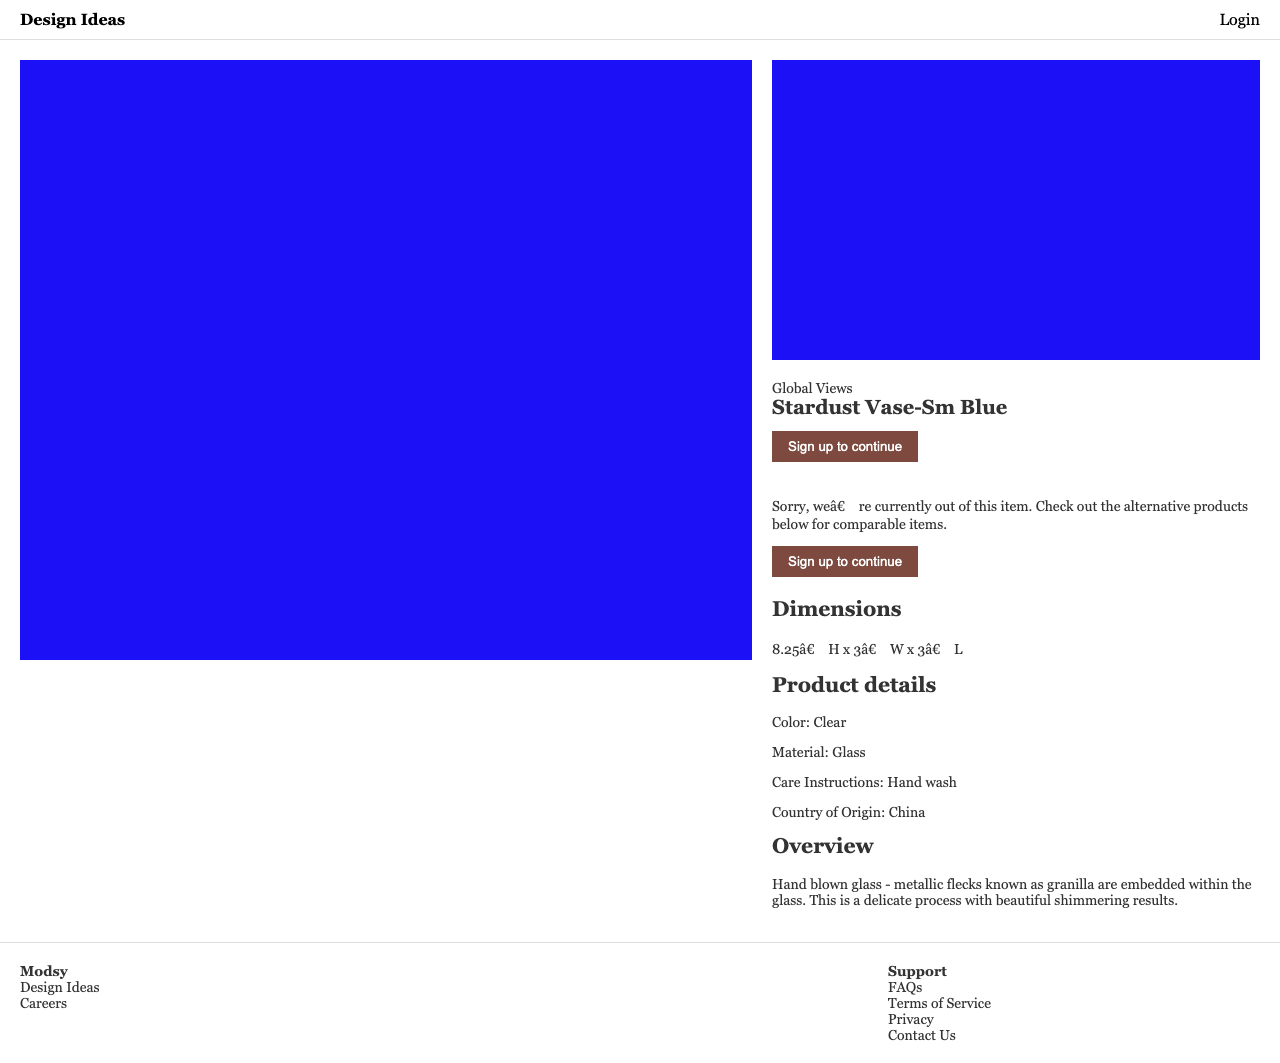 Design Ideas
Login
Global Views
Stardust Vase-Sm Blue
Sign up to continue
Sorry, weâ€ re currently out of this item. Check out the alternative products
below for comparable items.
Sign up to continue
Dimensions
8.25â€ H x 3â€ W x 3â€ L
Product details
Color: Clear
Material: Glass
Care Instructions: Hand wash
Country of Origin: China
Overview
Hand blown glass - metallic flecks known as granilla are embedded within the
glass. This is a delicate process with beautiful shimmering results.
Modsy
Design Ideas
Careers
Support
FAQs
Terms of Service
Privacy
Contact Us